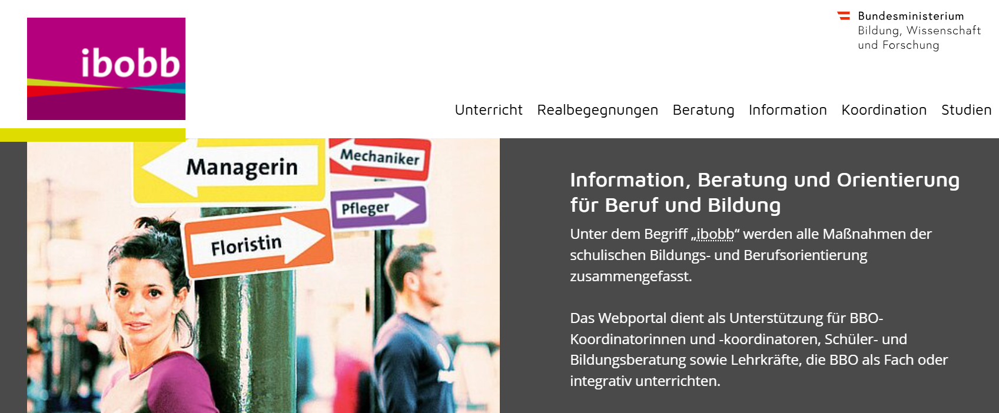 Bundesministerium
Bildung, Wissenschaft
und Forschung
ibobb
Unterricht Realbegegnungen Beratung Information Koordination Studien
Managerin
Mechaniker
Pfleger
Floristin
Information, Beratung und Orientierung
für Beruf und Bildung
Unter dem Begriff „ibobb“ werden alle Maßnahmen der
schulischen Bildungs- und Berufsorientierung
zusammengefasst.
Das Webportal dient als Unterstützung für BBO-
Koordinatorinnen und -koordinatoren, Schüler- und
Bildungsberatung sowie Lehrkräfte, die BBO als Fach oder
integrativ unterrichten.